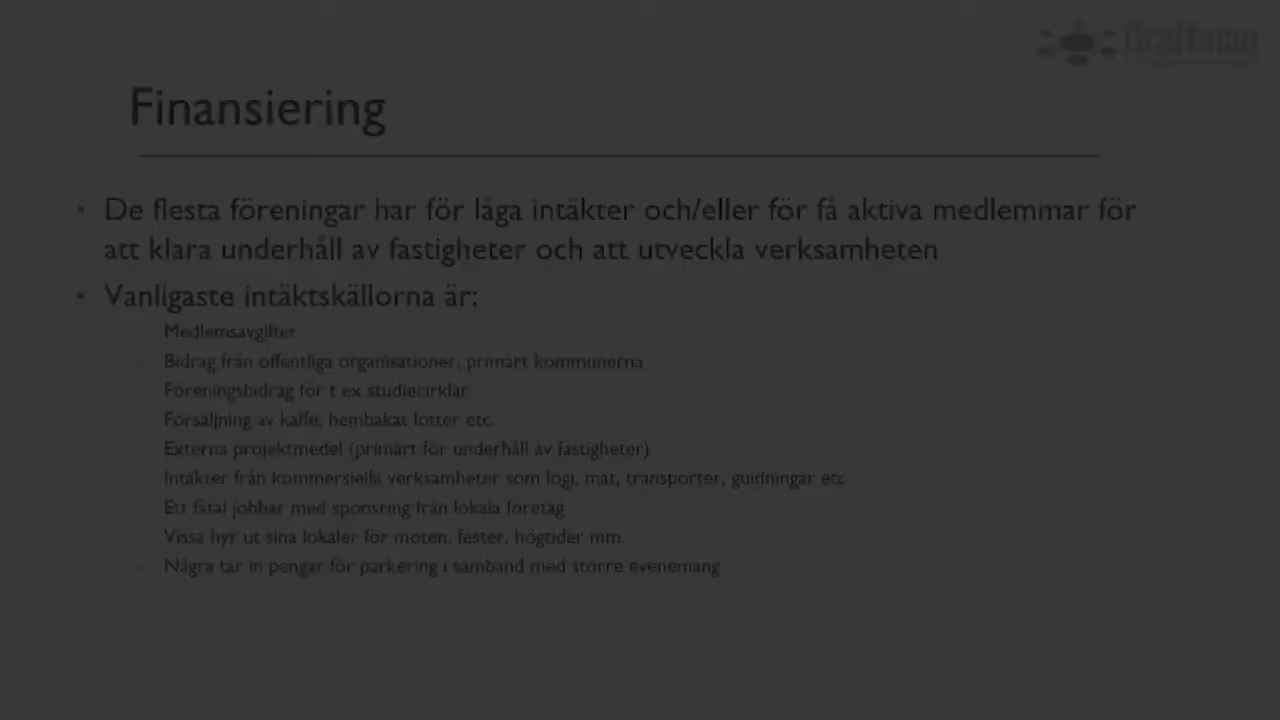 Finansiering
• De flesta föreningar har för låga intäkter och/eller för få aktiva medlemmar för
att klara underhåll av fastigheter och att utveckla verksamheten
• Vanligaste intäktskällorna är:
Medlemsavgifter
Bidrag från offentliga organisationer, primärt kommunerna
Föreningsbidrag för t ex studiecirklar
Försäljning av kaffe, hembakat lotter etc.
Externa projektmedel (primärt för underhåll av fastigheter)
Intäkter från kommersiella verksamheter som logi, mat, transporter, guidningar etc
Ett fåtal jobbar med sponsring från lokala företag
Vissa hyr ut sina lokaler för möten, fester, högtider mm.
Några tar in pengar för parkering i samband med större evenemang